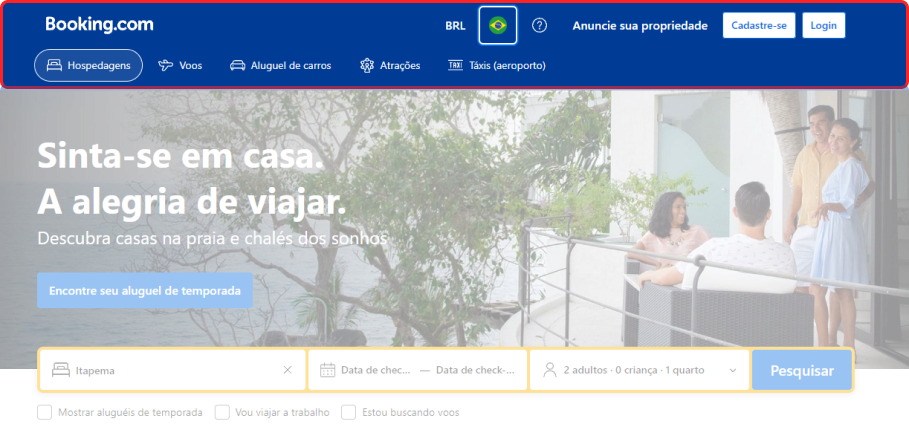 Booking.com
BRL
Anuncie sua propriedade
Cadastre-se
Login
Hospedagens
Voos
Aluguel de carros
Atrações
TAXI
Táxis (aeroporto)
Sinta-se em casa.
A alegria de viajar.
Descubra casas na praia e chalés dos sonhos
Encontre seu aluguel de temporada
Itapema
Data de chec... — Data de check-...
2 adultos · 0 criança · 1 quarto
Pesquisar
Mostrar aluguéis de temporada
Vou viajar a trabalho
Estou buscando voos